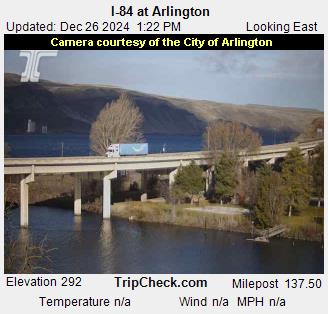 I-84 at Arlington
Updated: Dec 26 2024 1:22 PM Looking East
Camera courtesy of the City of Arlington
Elevation 292 TripCheck.com Milepost 137.50
Temperature n/a Wind n/a MPH n/a